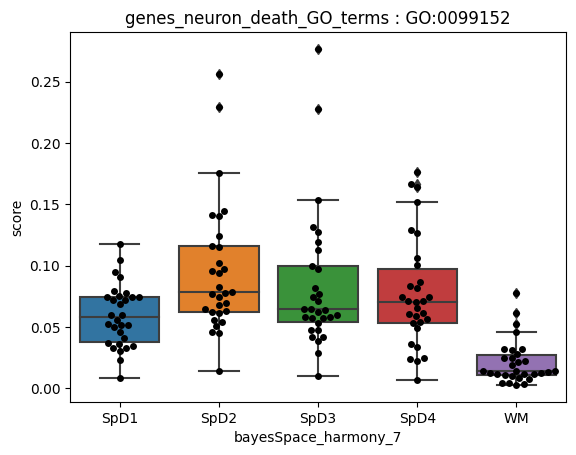 genes_neuron_death_GO_terms : GO:0099152
0.25
0.20
0.15
0.10
0.05
0.00
score
SpD1 SpD2 SpD3 SpD4 WM
bayesSpace_harmony_7